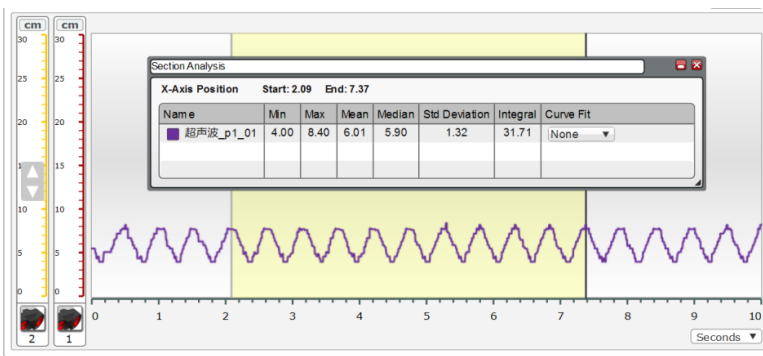 cm cm
30 30
Section Analysis
X-Axis Position Start: 2.09 End: 7.37
25 25
Name Min Max Mean Median Std Deviation Integral Curve Fit
超声波_p1_01 4.00 8.40 6.01 5.90 1.32 31.71 None
20 20
15
10 10
5 5
0 0
0 1 2 3 4 5 6 7 8 9 10
2 1
Seconds